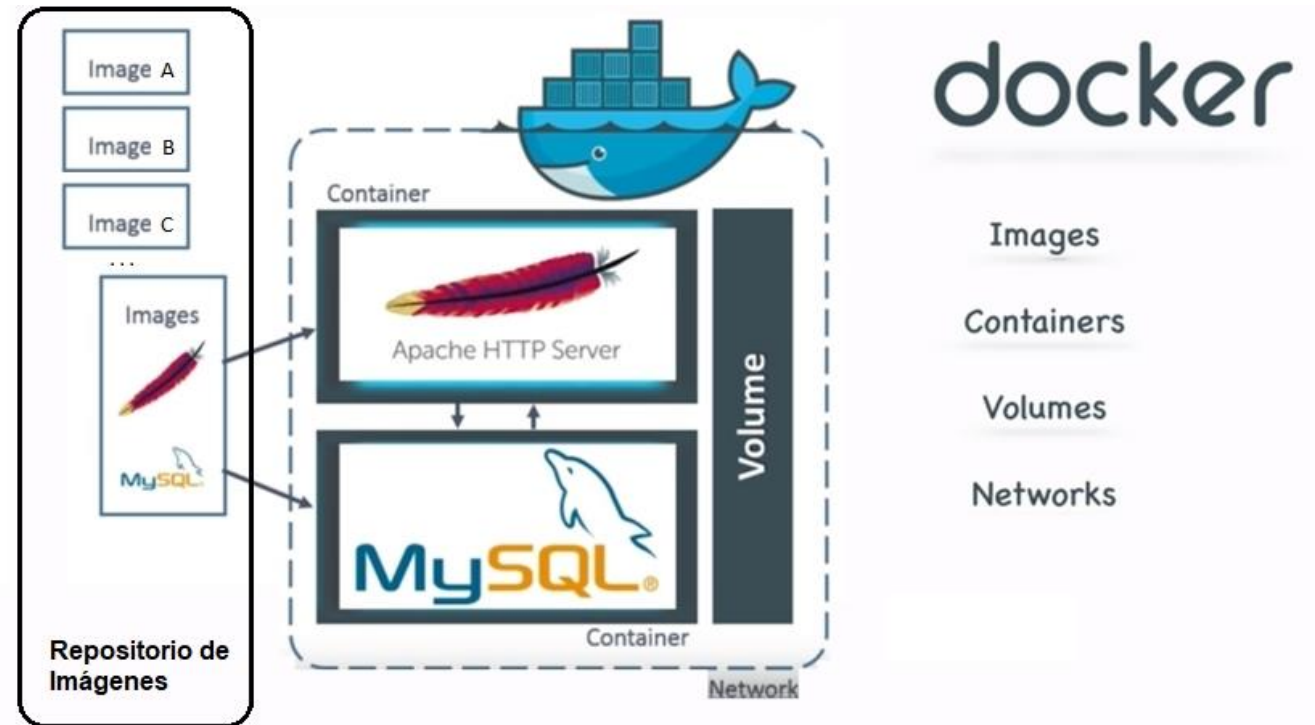 Image A
Image B
Image C
...
Images
MySQL®
Repositorio de
Imágenes
Container
Apache HTTP Server
MySQL®
Container
Volume
Network
docker
Images
Containers
Volumes
Networks